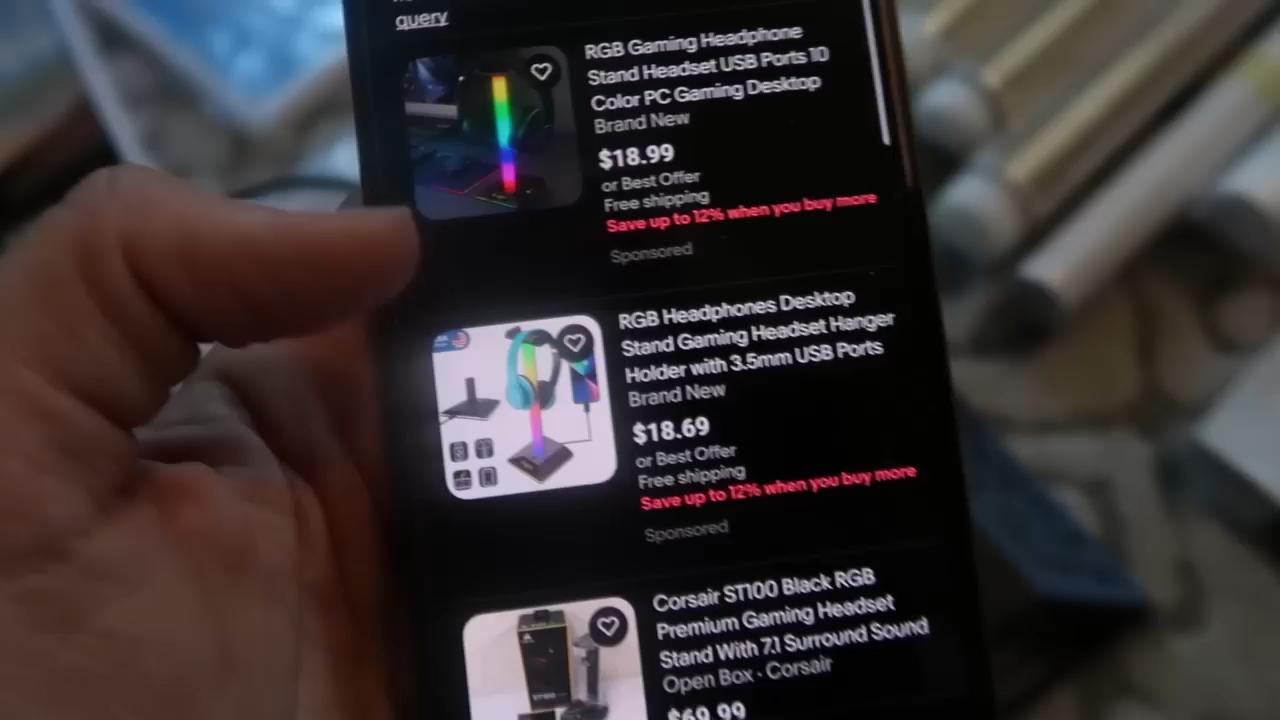 query
RGB Gaming Headphone
Stand Headset USB Ports 10
Color PC Gaming Desktop
Brand New
$18.99
or Best Offer
Free shipping
Save up to 12% when you buy more
Sponsored
RGB Headphones Desktop
Stand Gaming Headset Hanger
Holder with 3.5mm USB Ports
Brand New
$18.69
or Best Offer
Free shipping
Save up to 12% when you buy more
Sponsored
Corsair ST100 Black RGB
Premium Gaming Headset
Stand With 7.1 Surround Sound
Open Box · Corsair
$69.99
ST100